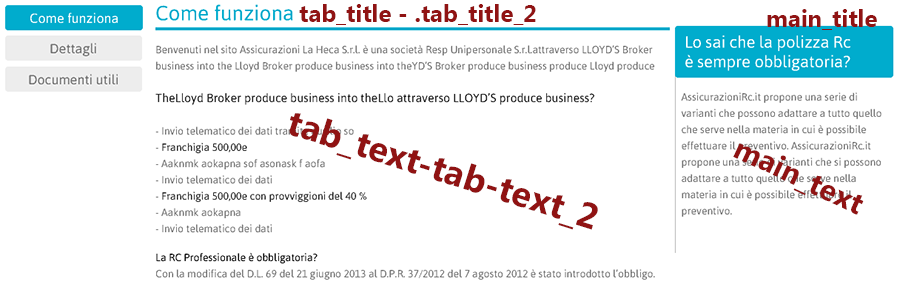 Come funziona
Dettagli
Documenti utili
Come funziona tab_title - .tab_title_2
Benvenuti nel sito Assicurazioni La Heca S.r.l. è una società Resp Unipersonale S.r.l.attraverso LLOYD'S Broker
business into the Lloyd Broker produce business into theYD'S Broker produce business produce Lloyd produce
TheLloyd Broker produce business into theLlo attraverso LLOYD'S produce business?
- Invio telematico dei dati so
- Franchigia 500,00e
- Aaknmk aokapna sof asonask f aofa
- Invio telematico dei dati
- Franchigia 500,00e con provviggioni del 40 %
- Aaknmk aokapna
- Invio telematico dei dati
tab_text-tab-text_2
La RC Professionale è obbligatoria?
Con la modifica del D.L. 69 del 21 giugno 2013 al D.P.R. 37/2012 del 7 agosto 2012 è stato introdotto l'obbligo.
main_title
Lo sai che la polizza Rc
è sempre obbligatoria?
AssicurazioniRc.it propone una serie di
varianti che possono adattare a tutto quello
che serve nella materia in cui è possibile
effettuare il preventivo. AssicurazioniRc.it
propone una serie di varianti che si possono
adattare a tutto quello che serve nella
materia in cui è possibile effettuare il
preventivo.
main_text